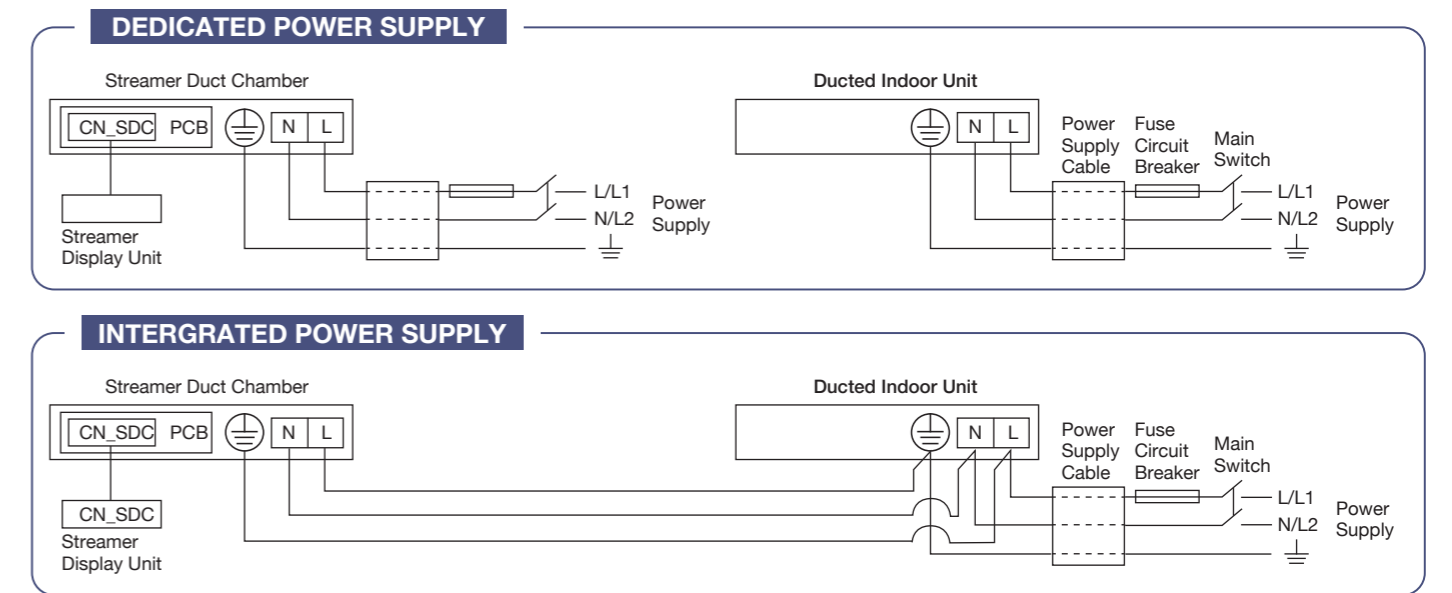 DEDICATED POWER SUPPLY
Streamer Duct Chamber
CN_SDC PCB N L
Streamer
Display Unit
L/L1
N/L2
Power
Supply
Ducted Indoor Unit
N L
Power
Supply
Cable
Fuse
Circuit
Breaker
Main
Switch
L/L1
N/L2
Power
Supply
INTERGRATED POWER SUPPLY
Streamer Duct Chamber
CN_SDC PCB N L
CN_SDC
Streamer
Display Unit
Ducted Indoor Unit
N L
Power
Supply
Cable
Fuse
Circuit
Breaker
Main
Switch
L/L1
N/L2
Power
Supply